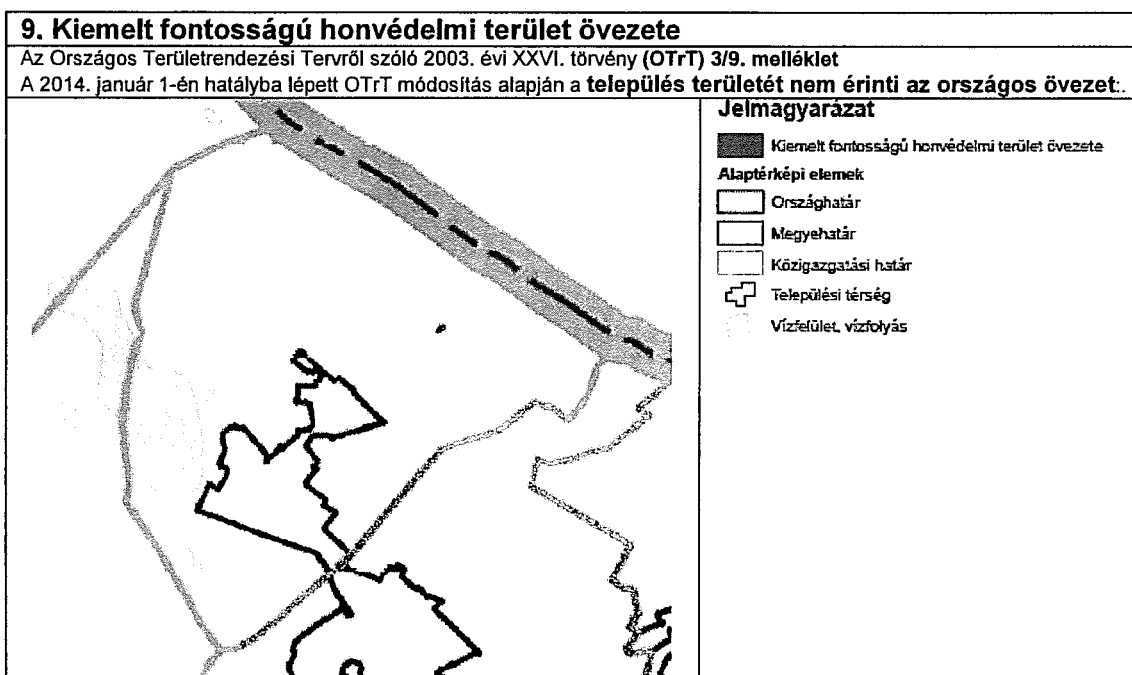 9. Kiemelt fontosságú honvédelmi terület övezete
Az Országos Területrendezési Tervről szóló 2003. évi XXVI. törvény (OTrT) 3/9. melléklet
A 2014. január 1-én hatályba lépett OTrT módosítás alapján a település területét nem érinti az országos övezet:.
Jelmagyarázat
Kiemelt fontosságú honvédelmi terület övezete
Alaptérképi elemek
Országhatár
Megyehatár
Közigazgatási határ
Települési térség
Vízfelület, vízfolyás